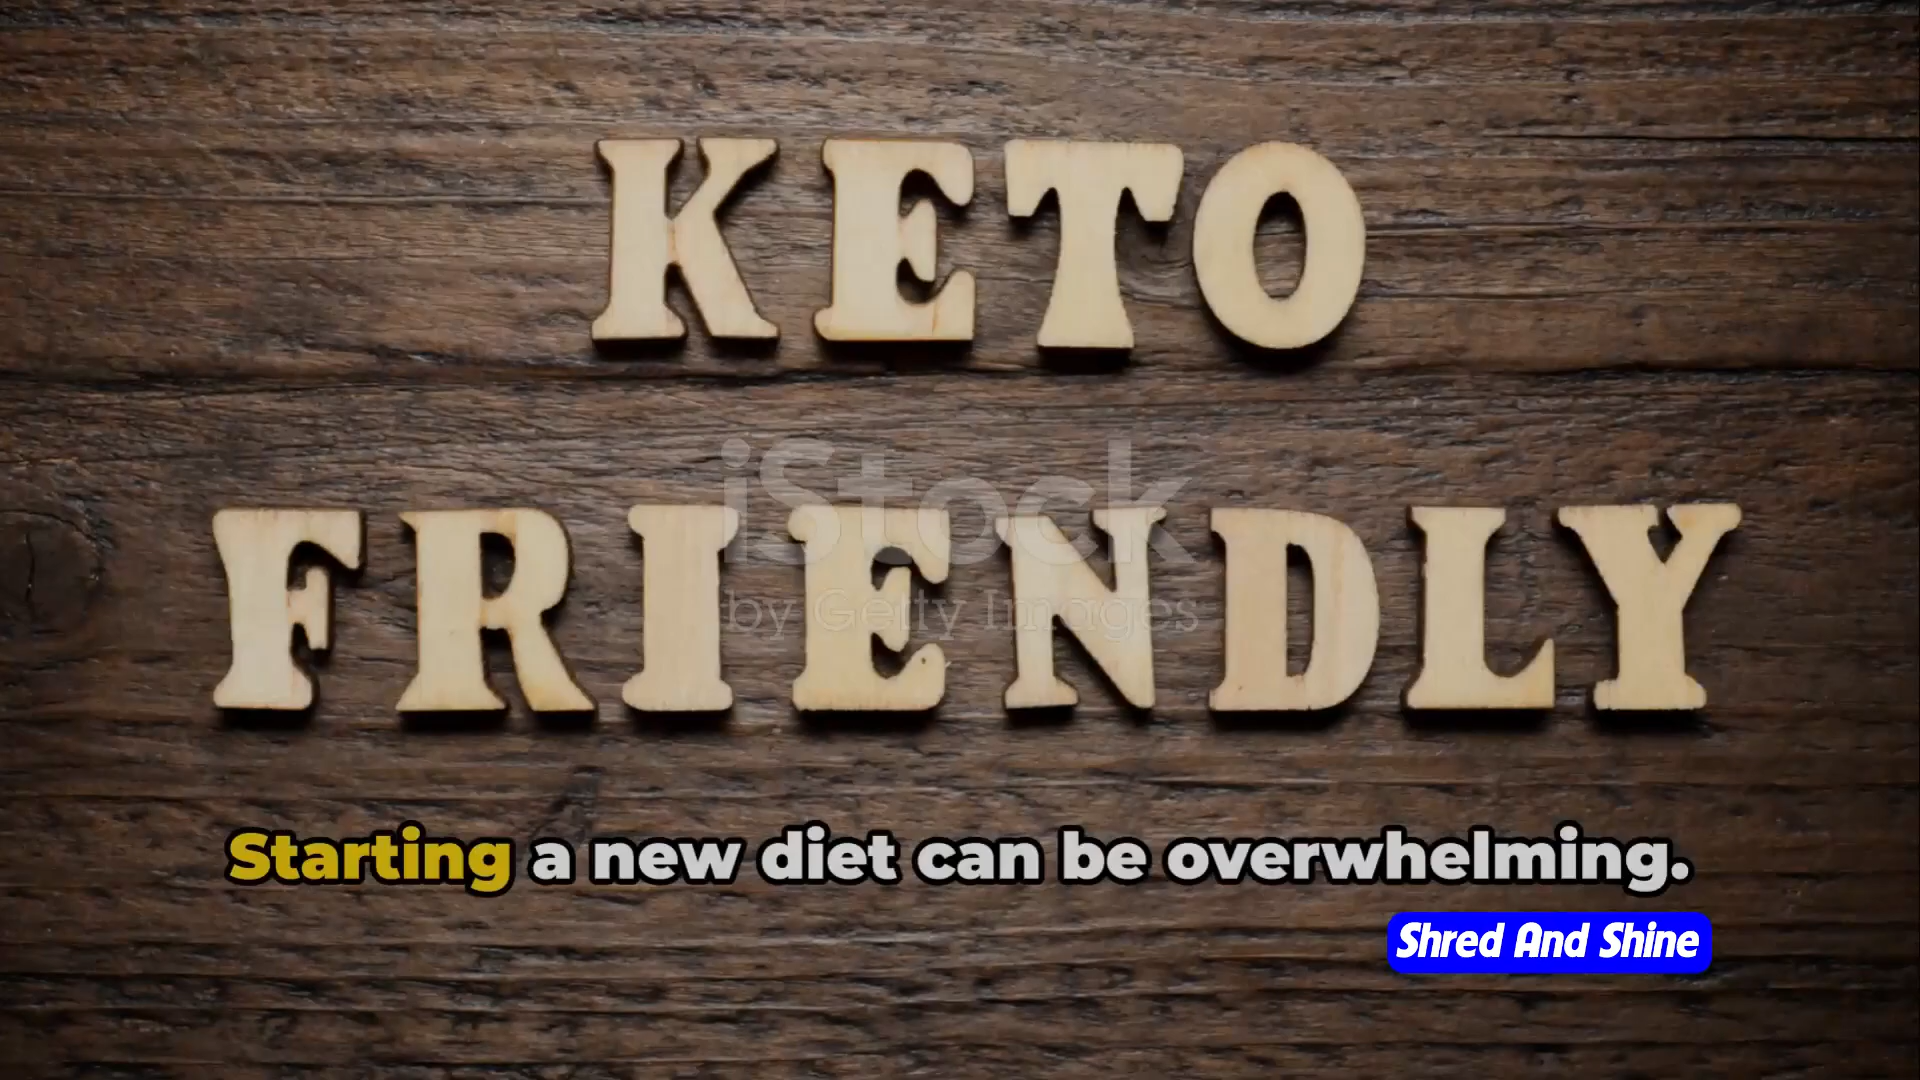 KETO
iStock
FRIENDLY
by Getty Images
Starting a new diet can be overwhelming.
Shred And Shine